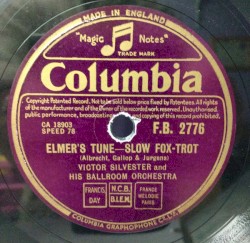 MADE IN ENGLAND
"Magic Notes"
TRADE MARK
Columbia
Copyright Patented Record. Not to be sold below price fixed by Patentees. All rights
of the manufacturer and of the owner of the recorded work reserved. Unauthorised
public performance, broadcasting and copying of this record prohibited.
CA 18903
SPEED 78
F.B. 2776
ELMER'S TUNE—SLOW FOX-TROT
(Albrecht, Gallop & Jurgens)
VICTOR SILVESTER and
HIS BALLROOM ORCHESTRA
FRANCIS, DAY
N.C.B.
B.I.E.M.
FRANCE MELODIE PARIS
COLUMBIA GRAPHOPHONE CO. LTD.